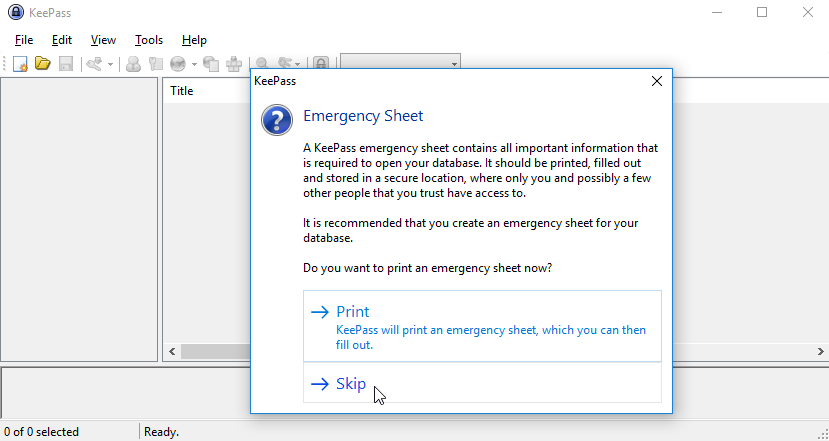 KeePass
File Edit View Tools Help
Title
KeePass
Emergency Sheet
A KeePass emergency sheet contains all important information that
is required to open your database. It should be printed, filled out
and stored in a secure location, where only you and possibly a few
other people that you trust have access to.
It is recommended that you create an emergency sheet for your
database.
Do you want to print an emergency sheet now?
Print
KeePass will print an emergency sheet, which you can then
fill out.
Skip
0 of 0 selected
Ready.